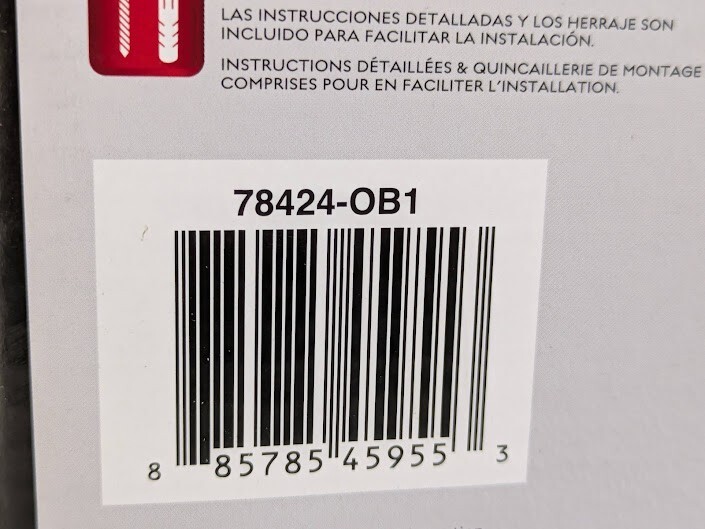 LAS INSTRUCCIONES DETALLADAS Y LOS HERRAJE SON
INCLUIDO PARA FACILITAR LA INSTALACIÓN.
INSTRUCTIONS DÉTAILLÉES & QUINCAILLERIE DE MONTAGE
COMPRISES POUR EN FACILITER L'INSTALLATION.
78424-OB1
8 85785 45955 3